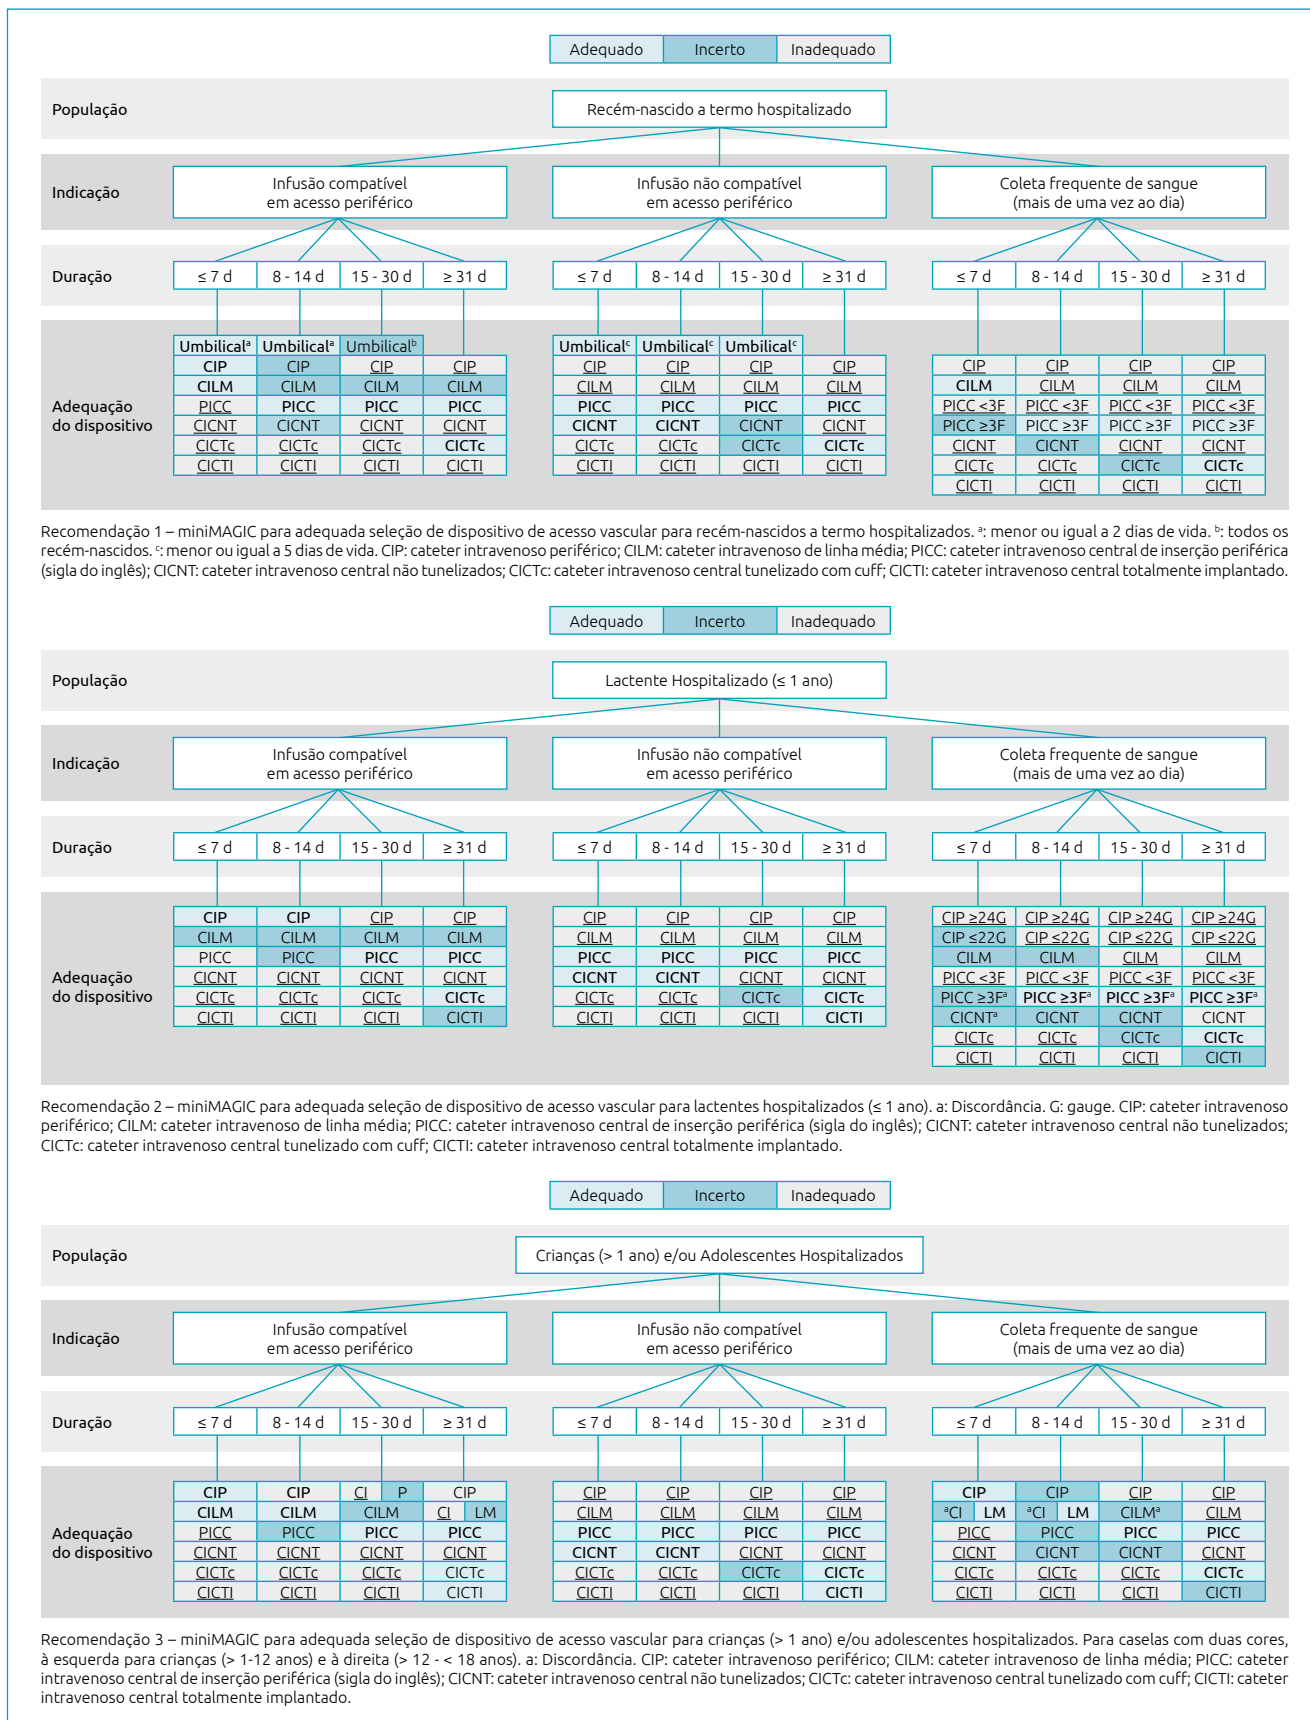 Adequado Incerto Inadequado
População Recém-nascido a termo hospitalizado
Indicação
Infusão compatível
em acesso periférico
Infusão não compatível
em acesso periférico
Coleta frequente de sangue
(mais de uma vez ao dia)
Duração ≤ 7 d 8 - 14 d 15 - 30 d ≥ 31 d ≤ 7 d 8 - 14 d 15 - 30 d ≥ 31 d ≤ 7 d 8 - 14 d 15 - 30 d ≥ 31 d
Adequação
do dispositivo
Umbilicalᵃ Umbilicalᵃ Umbilicalᵇ
CIP CIP CIP CIP
CILM CILM CILM CILM
PICC PICC PICC PICC
CICNT CICNT CICNT CICNT
CICTc CICTc CICTc CICTc
CICTI CICTI CICTI CICTI
Umbilicalᶜ Umbilicalᶜ Umbilicalᶜ
CIP CIP CIP CIP
CILM CILM CILM CILM
PICC PICC PICC PICC
CICNT CICNT CICNT CICNT
CICTc CICTc CICTc CICTc
CICTI CICTI CICTI CICTI
CIP CIP CIP CIP
CILM CILM CILM CILM
PICC <3F PICC <3F PICC <3F PICC <3F
PICC ≥3F PICC ≥3F PICC ≥3F PICC ≥3F
CICNT CICNT CICNT CICNT
CICTc CICTc CICTc CICTc
CICTI CICTI CICTI CICTI
Recomendação 1 – miniMAGIC para adequada seleção de dispositivo de acesso vascular para recém-nascidos a termo hospitalizados. ᵃ: menor ou igual a 2 dias de vida. ᵇ: todos os
recém-nascidos. ᶜ: menor ou igual a 5 dias de vida. CIP: cateter intravenoso periférico; CILM: cateter intravenoso de linha média; PICC: cateter intravenoso central de inserção periférica
(sigla do inglês); CICNT: cateter intravenoso central não tunelizados; CICTc: cateter intravenoso central tunelizado com cuff; CICTI: cateter intravenoso central totalmente implantado.
Adequado Incerto Inadequado
População Lactente Hospitalizado (≤ 1 ano)
Indicação
Infusão compatível
em acesso periférico
Infusão não compatível
em acesso periférico
Coleta frequente de sangue
(mais de uma vez ao dia)
Duração ≤ 7 d 8 - 14 d 15 - 30 d ≥ 31 d ≤ 7 d 8 - 14 d 15 - 30 d ≥ 31 d ≤ 7 d 8 - 14 d 15 - 30 d ≥ 31 d
Adequação
do dispositivo
CIP CIP CIP CIP
CILM CILM CILM CILM
PICC PICC PICC PICC
CICNT CICNT CICNT CICNT
CICTc CICTc CICTc CICTc
CICTI CICTI CICTI CICTI
CIP CIP CIP CIP
CILM CILM CILM CILM
PICC PICC PICC PICC
CICNT CICNT CICNT CICNT
CICTc CICTc CICTc CICTc
CICTI CICTI CICTI CICTI
CIP ≥24G CIP ≥24G CIP ≥24G CIP ≥24G
CIP ≤22G CIP ≤22G CIP ≤22G CIP ≤22G
CILM CILM CILM CILM
PICC <3F PICC <3F PICC <3F PICC <3F
PICC ≥3Fᵃ PICC ≥3Fᵃ PICC ≥3Fᵃ PICC ≥3Fᵃ
CICNTᵃ CICNT CICNT CICNT
CICTc CICTc CICTc CICTc
CICTI CICTI CICTI CICTI
Recomendação 2 – miniMAGIC para adequada seleção de dispositivo de acesso vascular para lactentes hospitalizados (≤ 1 ano). a: Discordância. G: gauge. CIP: cateter intravenoso
periférico; CILM: cateter intravenoso de linha média; PICC: cateter intravenoso central de inserção periférica (sigla do inglês); CICNT: cateter intravenoso central não tunelizados;
CICTc: cateter intravenoso central tunelizado com cuff; CICTI: cateter intravenoso central totalmente implantado.
Adequado Incerto Inadequado
População Crianças (> 1 ano) e/ou Adolescentes Hospitalizados
Indicação
Infusão compatível
em acesso periférico
Infusão não compatível
em acesso periférico
Coleta frequente de sangue
(mais de uma vez ao dia)
Duração ≤ 7 d 8 - 14 d 15 - 30 d ≥ 31 d ≤ 7 d 8 - 14 d 15 - 30 d ≥ 31 d ≤ 7 d 8 - 14 d 15 - 30 d ≥ 31 d
Adequação
do dispositivo
CIP CIP CI P CIP
CILM CILM CILM CI LM
PICC PICC PICC PICC
CICNT CICNT CICNT CICNT
CICTc CICTc CICTc CICTc
CICTI CICTI CICTI CICTI
CIP CIP CIP CIP
CILM CILM CILM CILM
PICC PICC PICC PICC
CICNT CICNT CICNT CICNT
CICTc CICTc CICTc CICTc
CICTI CICTI CICTI CICTI
CIP CIP CIP CIP
ᵃCI LM ᵃCI LM CILMᵃ CILM
PICC PICC PICC PICC
CICNT CICNT CICNT CICNT
CICTc CICTc CICTc CICTc
CICTI CICTI CICTI CICTI
Recomendação 3 – miniMAGIC para adequada seleção de dispositivo de acesso vascular para crianças (> 1 ano) e/ou adolescentes hospitalizados. Para caselas com duas cores,
à esquerda para crianças (> 1-12 anos) e à direita (> 12 - < 18 anos). a: Discordância. CIP: cateter intravenoso periférico; CILM: cateter intravenoso de linha média; PICC: cateter
intravenoso central de inserção periférica (sigla do inglês); CICNT: cateter intravenoso central não tunelizados; CICTc: cateter intravenoso central tunelizado com cuff; CICTI: cateter
intravenoso central totalmente implantado.